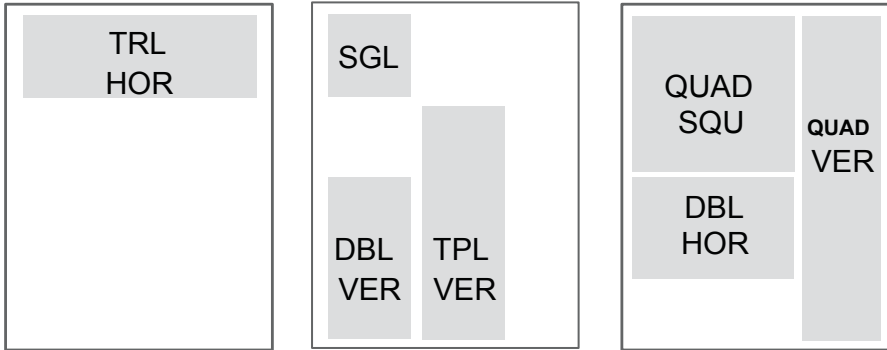 TRL
HOR
SGL
DBL
VER
TPL
VER
QUAD
SQU
QUAD
VER
DBL
HOR